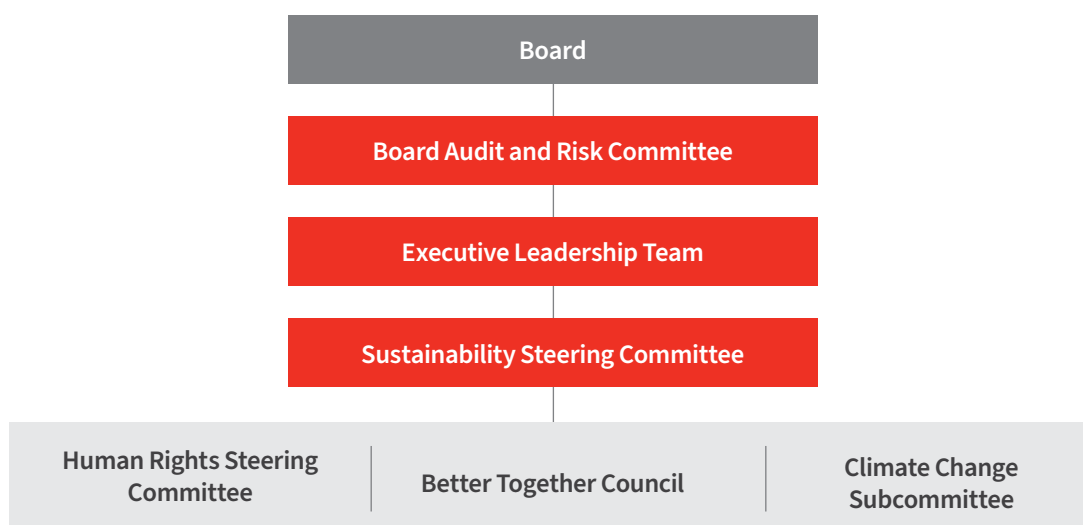 Board
Board Audit and Risk Committee
Executive Leadership Team
Sustainability Steering Committee
Human Rights Steering
Committee
Better Together Council
Climate Change
Subcommittee